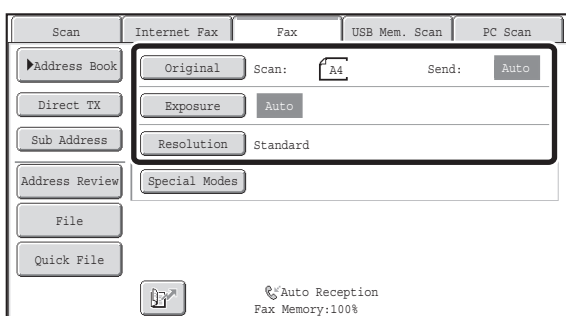 Scan Internet Fax Fax USB Mem. Scan PC Scan
Address Book Original Scan: A4 Send: Auto
Direct TX Exposure Auto
Sub Address Resolution Standard
Address Review Special Modes
File
Quick File
Auto Reception
Fax Memory:100%